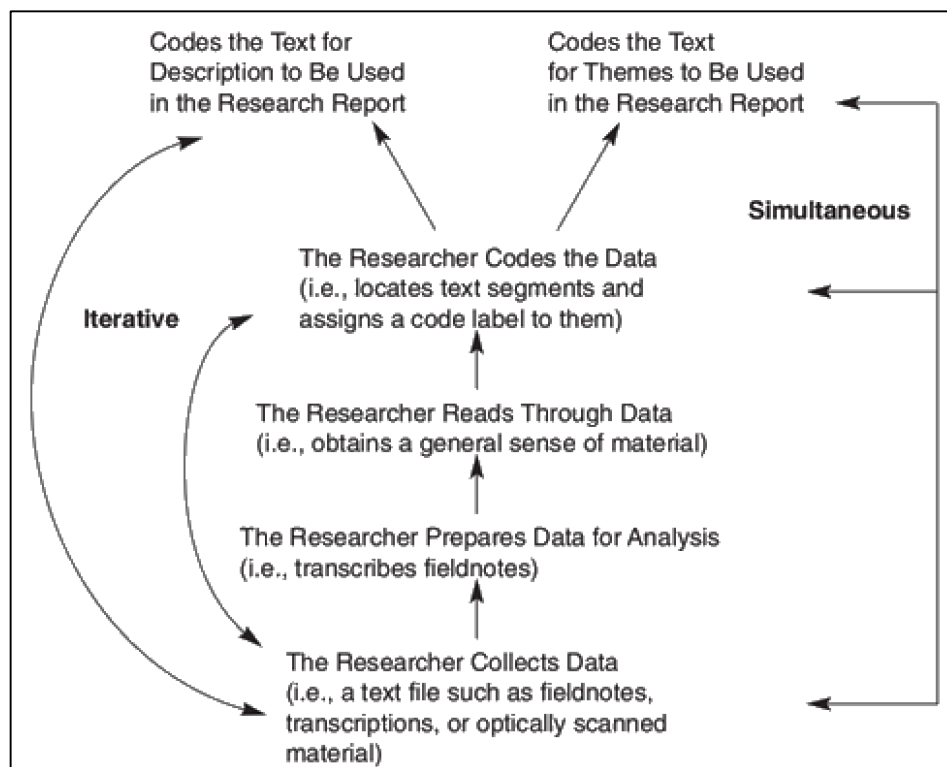 Codes the Text for
Description to Be Used
in the Research Report
Codes the Text
for Themes to Be Used
in the Research Report
Simultaneous
The Researcher Codes the Data
(i.e., locates text segments and
assigns a code label to them)
Iterative
The Researcher Reads Through Data
(i.e., obtains a general sense of material)
The Researcher Prepares Data for Analysis
(i.e., transcribes fieldnotes)
The Researcher Collects Data
(i.e., a text file such as fieldnotes,
transcriptions, or optically scanned
material)